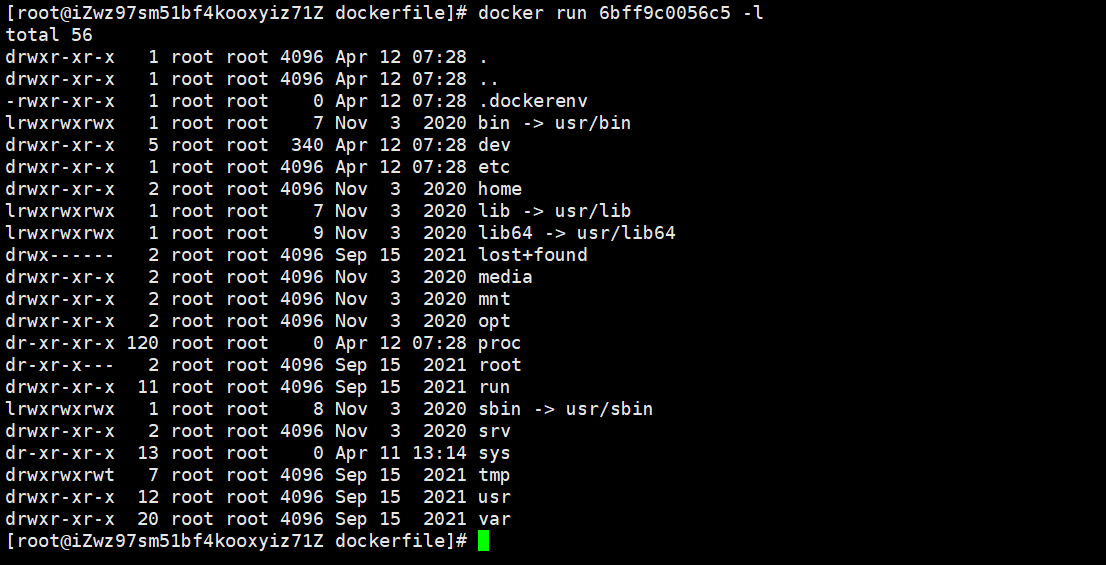 [root@iZwz97sm51bf4kooxyiz71Z dockerfile]# docker run 6bff9c0056c5 -l
total 56
drwxr-xr-x   1 root root 4096 Apr 12 07:28 .
drwxr-xr-x   1 root root 4096 Apr 12 07:28 ..
-rwxr-xr-x   1 root root    0 Apr 12 07:28 .dockerenv
lrwxrwxrwx   1 root root    7 Nov  3  2020 bin -> usr/bin
drwxr-xr-x   5 root root  340 Apr 12 07:28 dev
drwxr-xr-x   1 root root 4096 Apr 12 07:28 etc
drwxr-xr-x   2 root root 4096 Nov  3  2020 home
lrwxrwxrwx   1 root root    7 Nov  3  2020 lib -> usr/lib
lrwxrwxrwx   1 root root    9 Nov  3  2020 lib64 -> usr/lib64
drwx------   2 root root 4096 Sep 15  2021 lost+found
drwxr-xr-x   2 root root 4096 Nov  3  2020 media
drwxr-xr-x   2 root root 4096 Nov  3  2020 mnt
drwxr-xr-x   2 root root 4096 Nov  3  2020 opt
dr-xr-xr-x 120 root root    0 Apr 12 07:28 proc
dr-xr-x---   2 root root 4096 Sep 15  2021 root
drwxr-xr-x  11 root root 4096 Sep 15  2021 run
lrwxrwxrwx   1 root root    8 Nov  3  2020 sbin -> usr/sbin
drwxr-xr-x   2 root root 4096 Nov  3  2020 srv
dr-xr-xr-x  13 root root    0 Apr 11 13:14 sys
drwxrwxrwt   7 root root 4096 Sep 15  2021 tmp
drwxr-xr-x  12 root root 4096 Sep 15  2021 usr
drwxr-xr-x  20 root root 4096 Sep 15  2021 var
[root@iZwz97sm51bf4kooxyiz71Z dockerfile]#